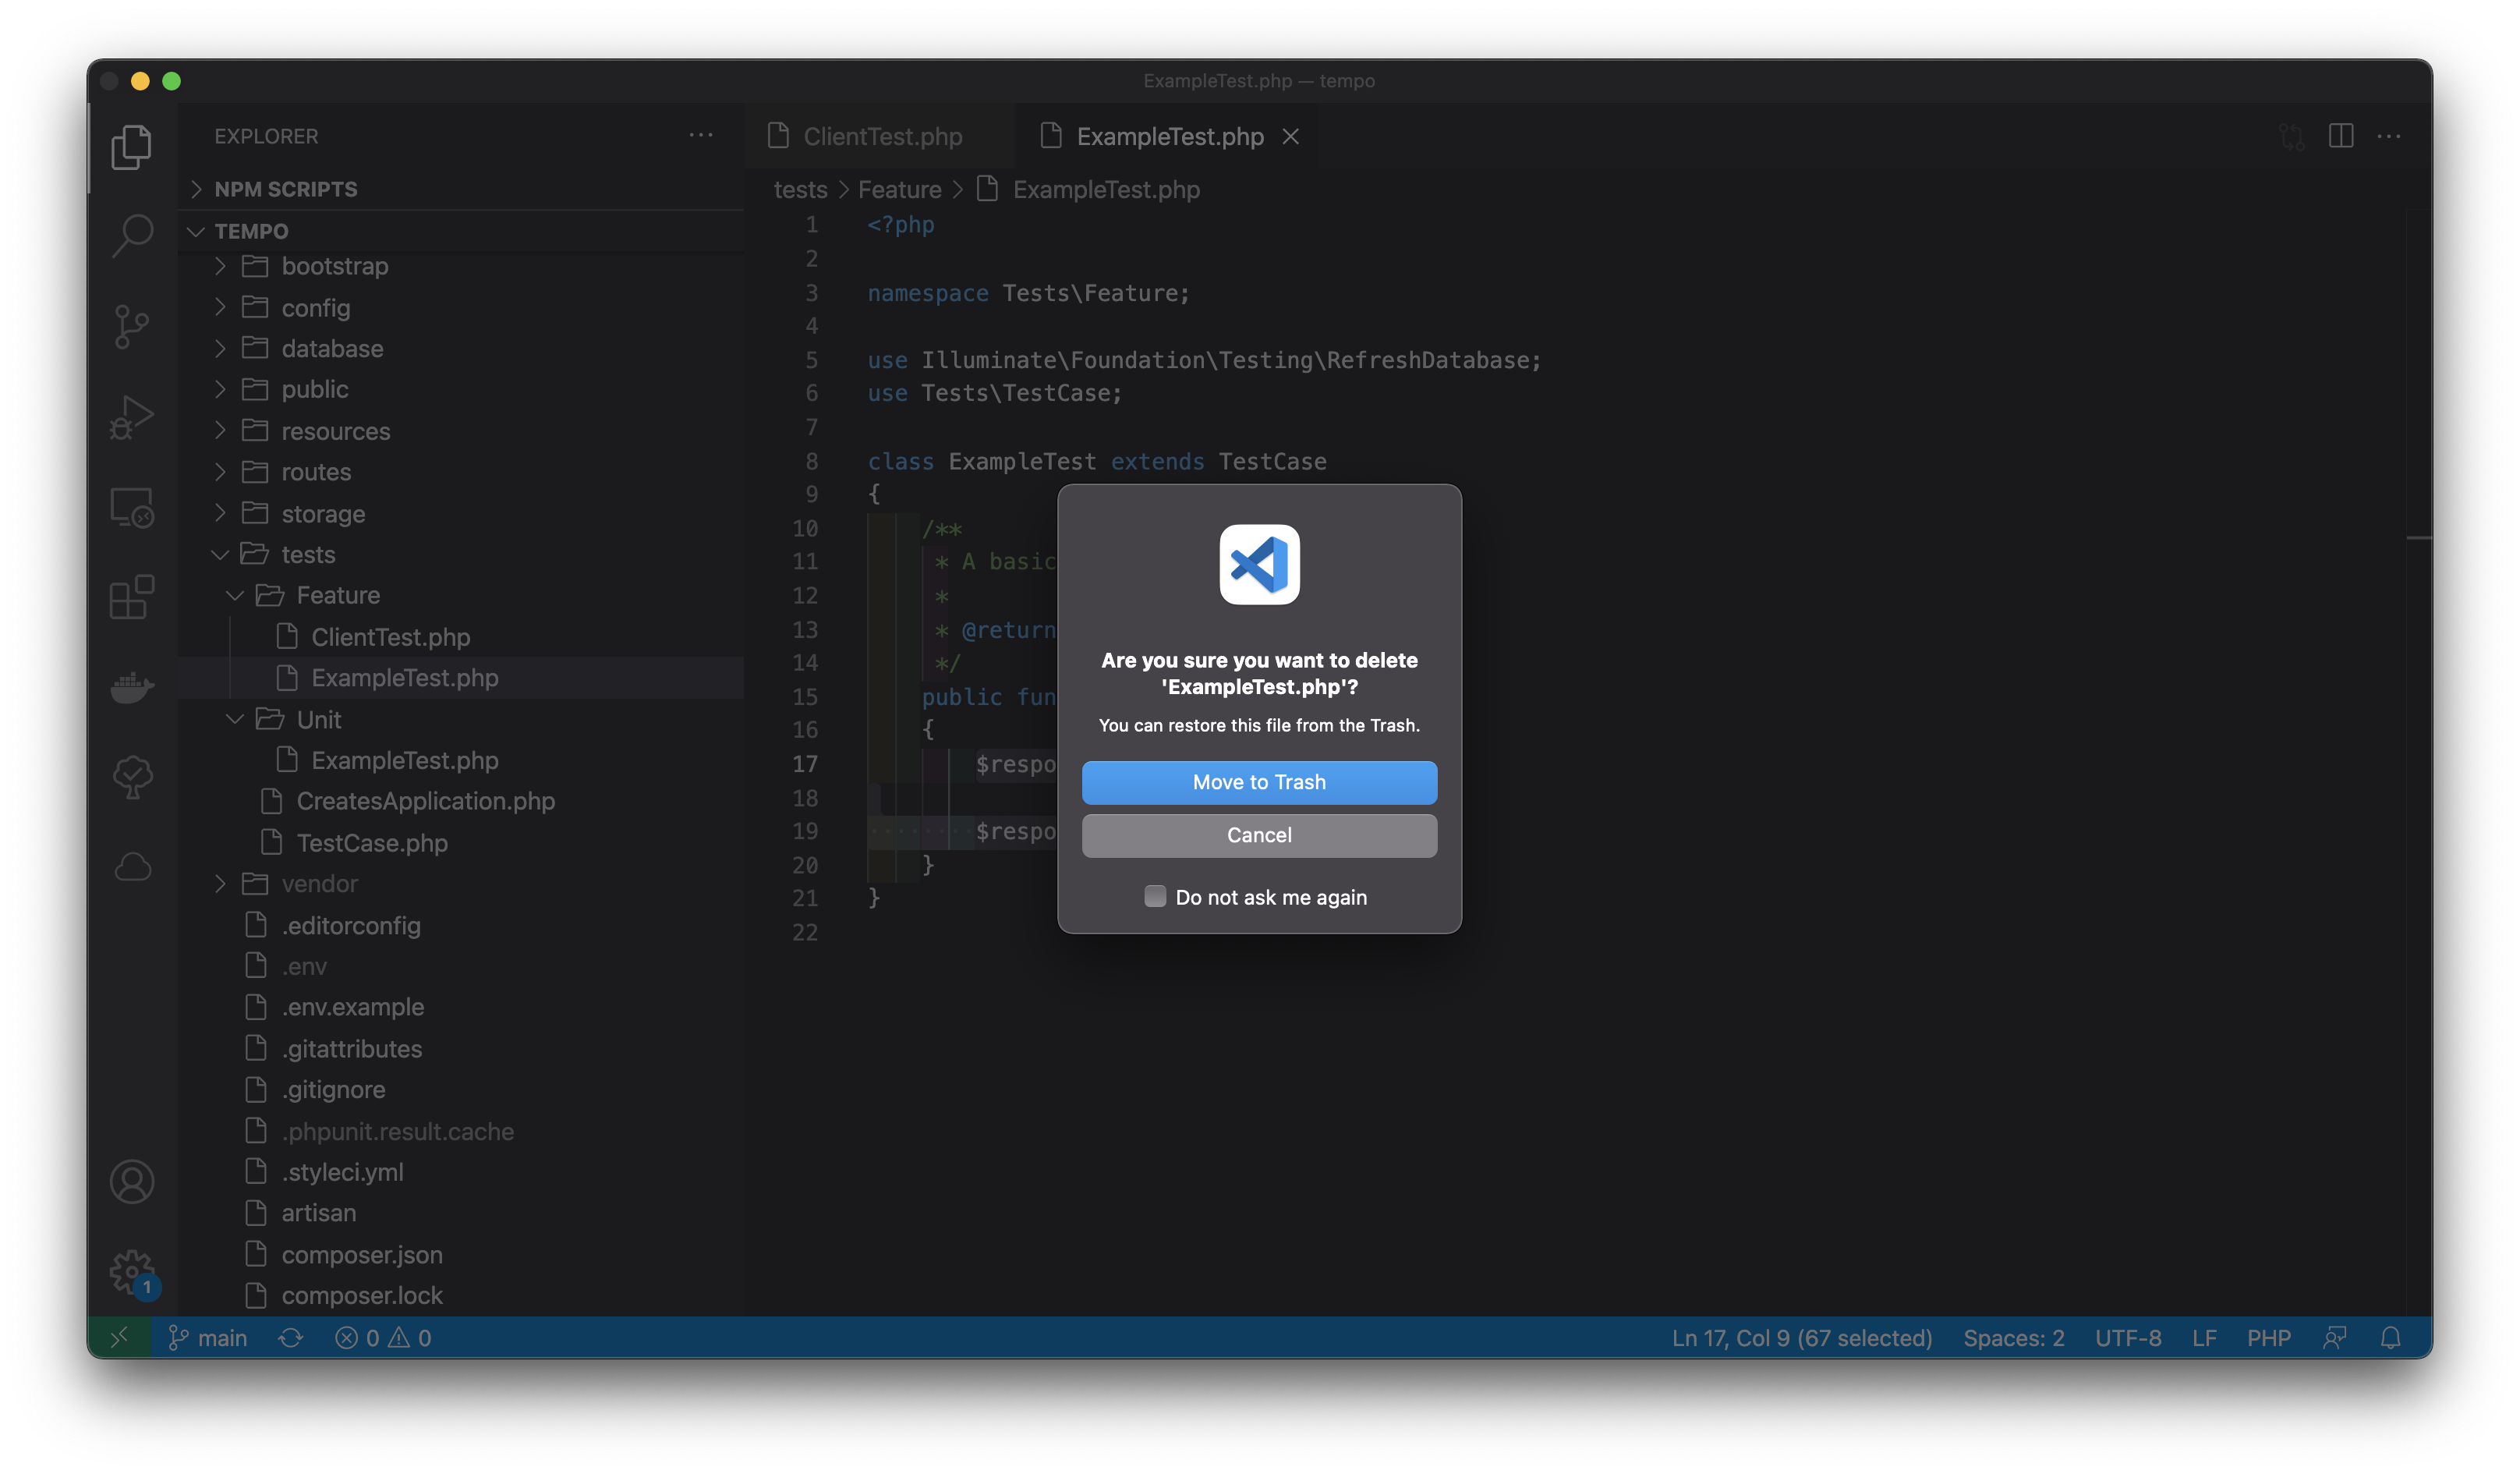 ExampleTest.php — tempo
EXPLORER
NPM SCRIPTS
TEMPO
bootstrap
config
database
public
resources
routes
storage
tests
Feature
ClientTest.php
ExampleTest.php
Unit
ExampleTest.php
CreatesApplication.php
TestCase.php
vendor
.editorconfig
.env
.env.example
.gitattributes
.gitignore
.phpunit.result.cache
.styleci.yml
artisan
composer.json
composer.lock
1
ClientTest.php
ExampleTest.php
tests > Feature > ExampleTest.php
1 <?php
2
3 namespace Tests\Feature;
4
5 use Illuminate\Foundation\Testing\RefreshDatabase;
6 use Tests\TestCase;
7
8 class ExampleTest extends TestCase
9 {
10 /**
11 * A basic
12 *
13 * @return
14 */
15 public fun
16 {
17 $respo
18
19 $respo
20 }
21 }
22
Are you sure you want to delete
'ExampleTest.php'?
You can restore this file from the Trash.
Move to Trash
Cancel
Do not ask me again
main 0 0
Ln 17, Col 9 (67 selected) Spaces: 2 UTF-8 LF PHP